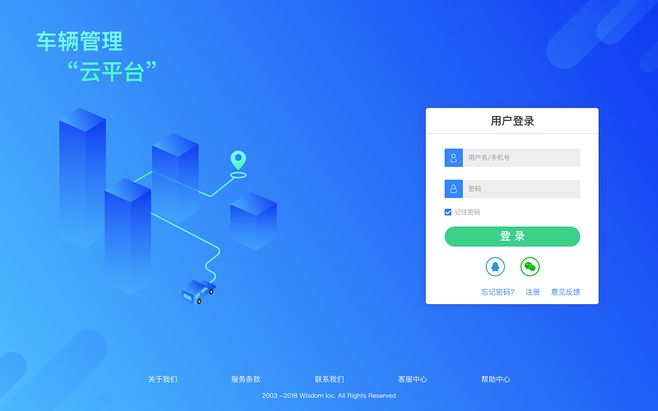 车辆管理
“云平台”
用户登录
用户名/手机号
密码
记住密码
登 录
忘记密码? 注册 意见反馈
关于我们 服务条款 联系我们 客服中心 帮助中心
2003 –2018 Wisdom Ioc. All Rights Reserved